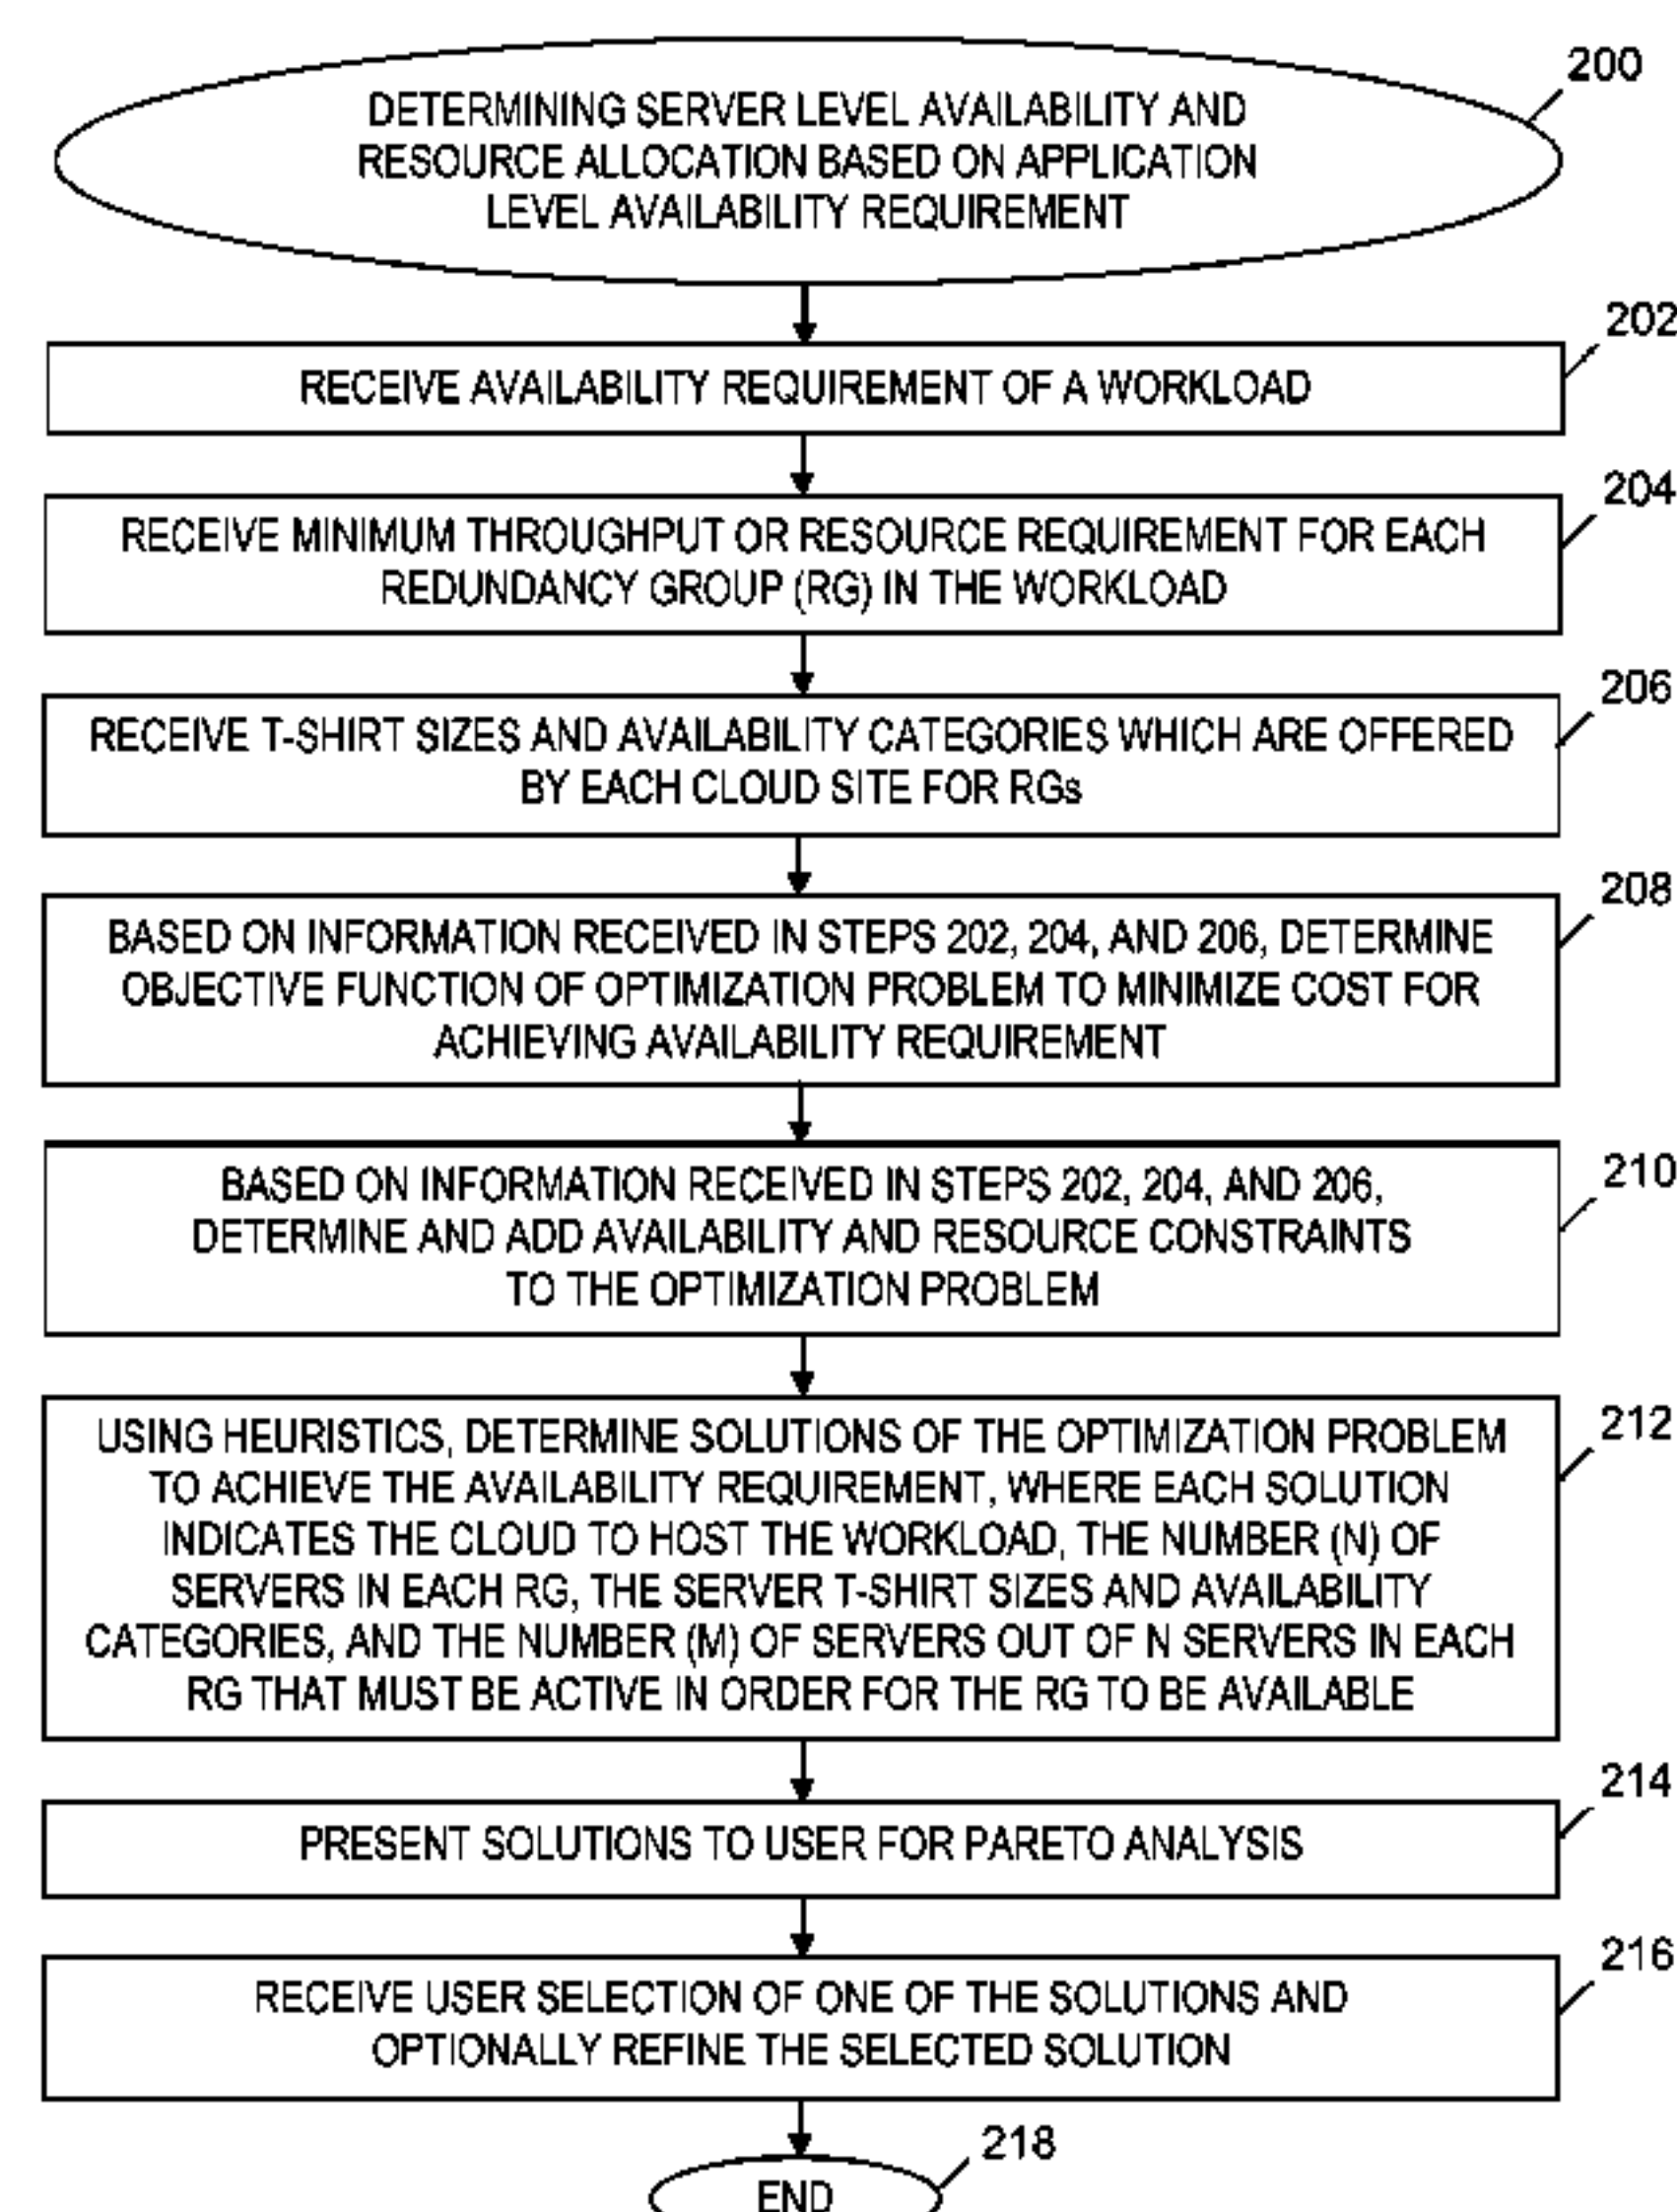 200
DETERMINING SERVER LEVEL AVAILABILITY AND
RESOURCE ALLOCATION BASED ON APPLICATION
LEVEL AVAILABILITY REQUIREMENT
202
RECEIVE AVAILABILITY REQUIREMENT OF A WORKLOAD
204
RECEIVE MINIMUM THROUGHPUT OR RESOURCE REQUIREMENT FOR EACH
REDUNDANCY GROUP (RG) IN THE WORKLOAD
206
RECEIVE T-SHIRT SIZES AND AVAILABILITY CATEGORIES WHICH ARE OFFERED
BY EACH CLOUD SITE FOR RGs
208
BASED ON INFORMATION RECEIVED IN STEPS 202, 204, AND 206, DETERMINE
OBJECTIVE FUNCTION OF OPTIMIZATION PROBLEM TO MINIMIZE COST FOR
ACHIEVING AVAILABILITY REQUIREMENT
210
BASED ON INFORMATION RECEIVED IN STEPS 202, 204, AND 206,
DETERMINE AND ADD AVAILABILITY AND RESOURCE CONSTRAINTS
TO THE OPTIMIZATION PROBLEM
212
USING HEURISTICS, DETERMINE SOLUTIONS OF THE OPTIMIZATION PROBLEM
TO ACHIEVE THE AVAILABILITY REQUIREMENT, WHERE EACH SOLUTION
INDICATES THE CLOUD TO HOST THE WORKLOAD, THE NUMBER (N) OF
SERVERS IN EACH RG, THE SERVER T-SHIRT SIZES AND AVAILABILITY
CATEGORIES, AND THE NUMBER (M) OF SERVERS OUT OF N SERVERS IN EACH
RG THAT MUST BE ACTIVE IN ORDER FOR THE RG TO BE AVAILABLE
214
PRESENT SOLUTIONS TO USER FOR PARETO ANALYSIS
216
RECEIVE USER SELECTION OF ONE OF THE SOLUTIONS AND
OPTIONALLY REFINE THE SELECTED SOLUTION
218
END